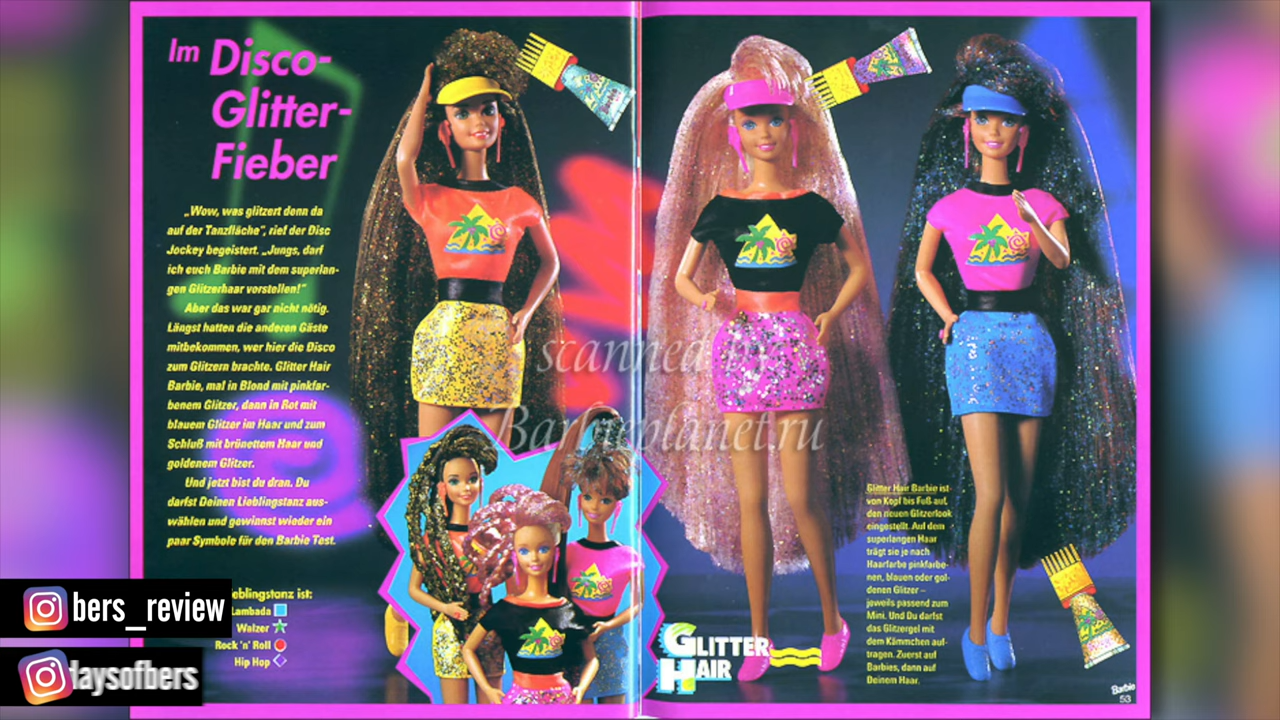 Im Disco-
Glitter-
Fieber
„Wow, was glitzert denn da
auf der Tanzfläche", rief der Disc
Jockey begeistert. „Jungs, darf
ich euch Barbie mit dem superlan-
gen Glitzerhaar vorstellen!"
Aber das war gar nicht nötig.
Längst hatten die anderen Gäste
mitbekommen, wer hier die Disco
zum Glitzern brachte. Glitter Hair
Barbie, mal in Blond mit pinkfar-
benem Glitzer, dann in Rot mit
blauem Glitzer im Haar und zum
Schluß mit brünettem Haar und
goldenem Glitzer.
Und jetzt bist du dran. Du
darfst Deinen Lieblingstanz aus-
wählen und gewinnst wieder ein
paar Symbole für den Barbie Test.
ieblingstanz ist:
Lambada
Walzer
Rock 'n' Roll
Hip Hop
bers_review
daysofbers
scanned by
Barbieplanet.ru
GLITTER
HAIR
Glitter Hair Barbie ist
von Kopf bis Fuß auf
den neuen Glitzerlook
eingestellt. Auf dem
superlangen Haar
trägt sie je nach
Haarfarbe pinkfarbe-
nen, blauen oder gol-
denen Glitzer –
jeweils passend zum
Mini. Und Du darfst
das Glitzergel mit
dem Kämmchen auf-
tragen. Zuerst auf
Barbies, dann auf
Deinem Haar.
Barbie
53